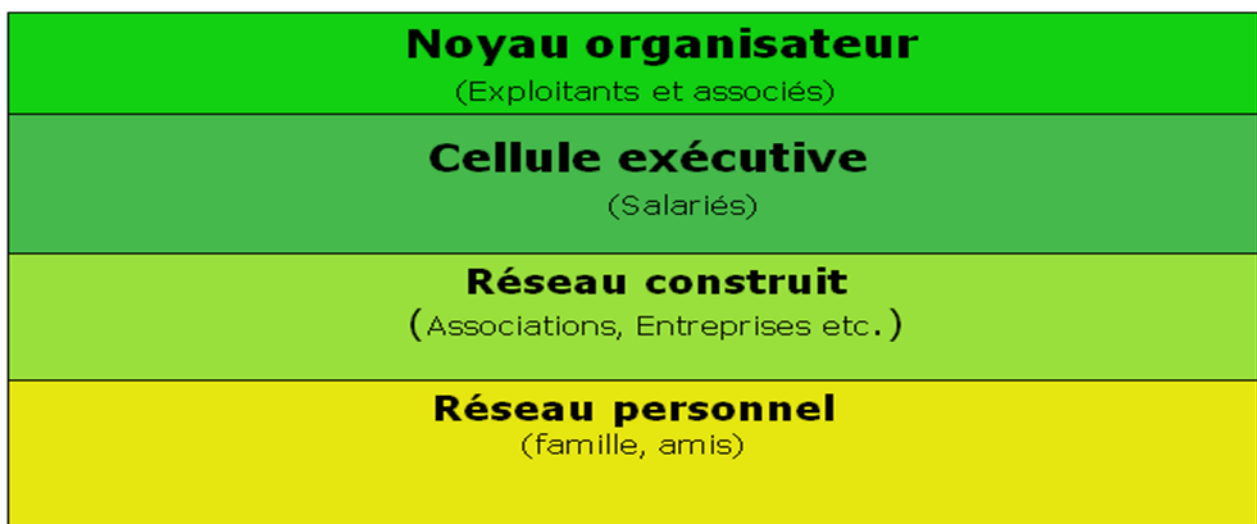 Noyau organisateur
(Exploitants et associés)
Cellule exécutive
(Salariés)
Réseau construit
(Associations, Entreprises etc.)
Réseau personnel
(famille, amis)